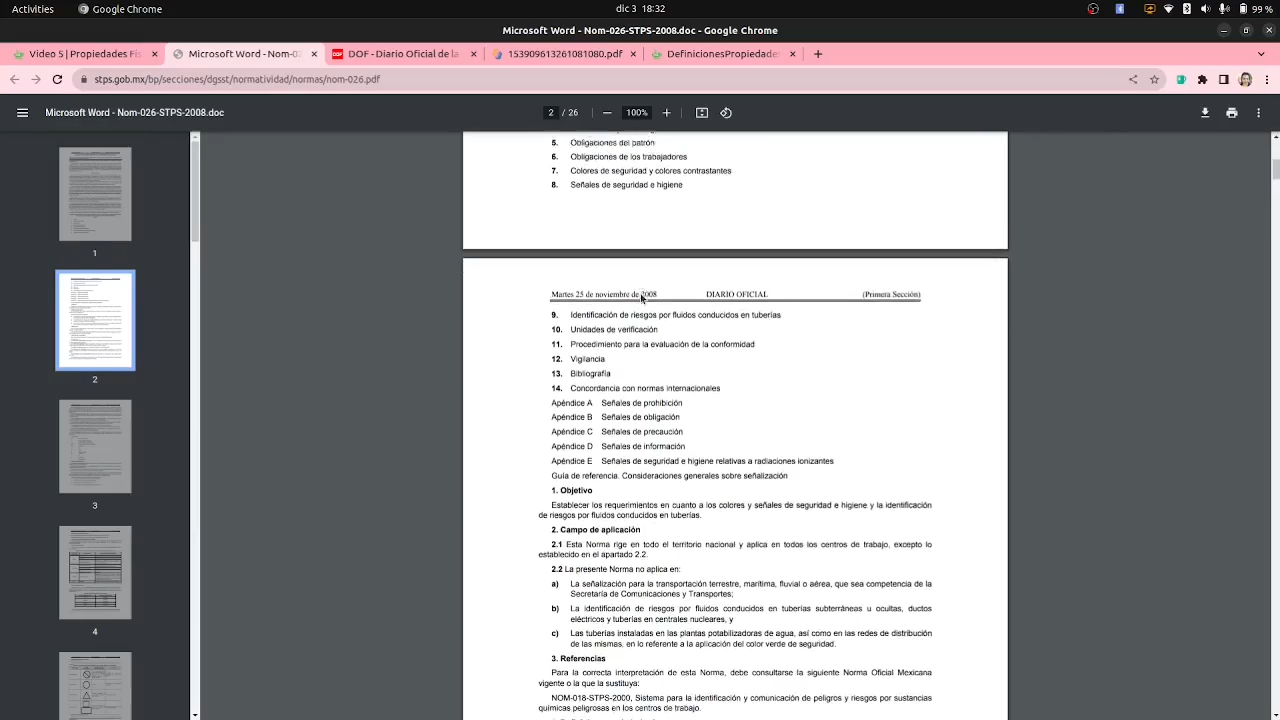 Activities
Google Chrome
dic 3 18:32
99 %
Microsoft Word - Nom-026-STPS-2008.doc - Google Chrome
Video 5 | Propiedades Fís
Microsoft Word - Nom-02
DOF - Diario Oficial de la
1539096132610​81080.pdf
DefinicionesPropiedades
stps.gob.mx/bp/secciones/dgsst/normatividad/normas/nom-026.pdf
Microsoft Word - Nom-026-STPS-2008.doc
2 / 26
100%
1
2
3
4
5. Obligaciones del patrón
6. Obligaciones de los trabajadores
7. Colores de seguridad y colores contrastantes
8. Señales de seguridad e higiene
Martes 25 de noviembre de 2008 DIARIO OFICIAL (Primera Sección)
9. Identificación de riesgos por fluidos conducidos en tuberías
10. Unidades de verificación
11. Procedimiento para la evaluación de la conformidad
12. Vigilancia
13. Bibliografía
14. Concordancia con normas internacionales
Apéndice A Señales de prohibición
Apéndice B Señales de obligación
Apéndice C Señales de precaución
Apéndice D Señales de información
Apéndice E Señales de seguridad e higiene relativas a radiaciones ionizantes
Guía de referencia. Consideraciones generales sobre señalización
1. Objetivo
Establecer los requerimientos en cuanto a los colores y señales de seguridad e higiene y la identificación
de riesgos por fluidos conducidos en tuberías.
2. Campo de aplicación
2.1 Esta Norma rige en todo el territorio nacional y aplica en todos los centros de trabajo, excepto lo
establecido en el apartado 2.2.
2.2 La presente Norma no aplica en:
a) La señalización para la transportación terrestre, marítima, fluvial o aérea, que sea competencia de la
Secretaría de Comunicaciones y Transportes;
b) La identificación de riesgos por fluidos conducidos en tuberías subterráneas u ocultas, ductos
eléctricos y tuberías en centrales nucleares, y
c) Las tuberías instaladas en las plantas potabilizadoras de agua, así como en las redes de distribución
de las mismas, en lo referente a la aplicación del color verde de seguridad.
3. Referencias
Para la correcta interpretación de esta Norma, debe consultarse la siguiente Norma Oficial Mexicana
vigente o la que la sustituya:
NOM-018-STPS-2000, Sistema para la identificación y comunicación de peligros y riesgos por sustancias
químicas peligrosas en los centros de trabajo.